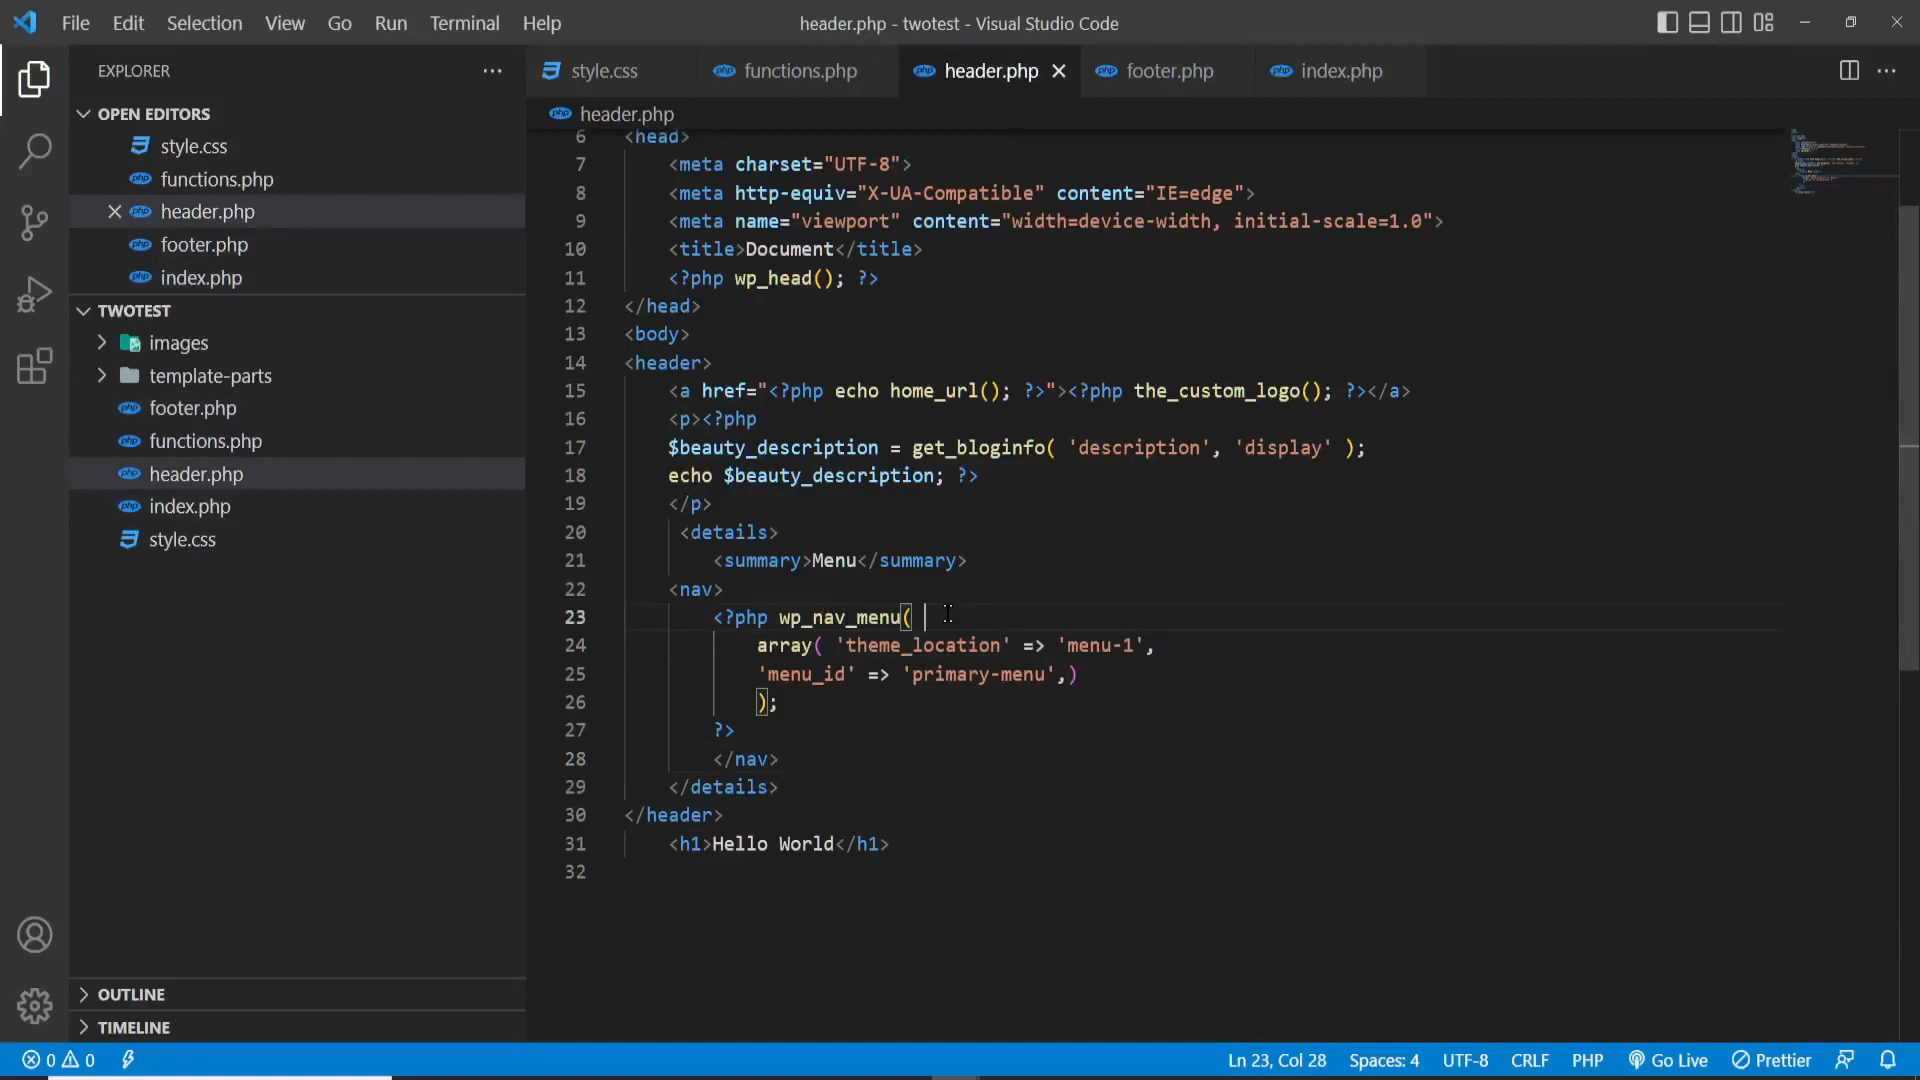 File Edit Selection View Go Run Terminal Help
header.php - twotest - Visual Studio Code
EXPLORER
OPEN EDITORS
style.css
functions.php
header.php
footer.php
index.php
TWOTEST
images
template-parts
footer.php
functions.php
header.php
index.php
style.css
OUTLINE
TIMELINE
style.css functions.php header.php footer.php index.php
header.php
6 <head>
7 <meta charset="UTF-8">
8 <meta http-equiv="X-UA-Compatible" content="IE=edge">
9 <meta name="viewport" content="width=device-width, initial-scale=1.0">
10 <title>Document</title>
11 <?php wp_head(); ?>
12 </head>
13 <body>
14 <header>
15 <a href="<?php echo home_url(); ?>"><?php the_custom_logo(); ?></a>
16 <p><?php
17 $beauty_description = get_bloginfo( 'description', 'display' );
18 echo $beauty_description; ?>
19 </p>
20 <details>
21 <summary>Menu</summary>
22 <nav>
23 <?php wp_nav_menu(
24 array( 'theme_location' => 'menu-1',
25 'menu_id' => 'primary-menu',)
26 );
27 ?>
28 </nav>
29 </details>
30 </header>
31 <h1>Hello World</h1>
32
0 0 Ln 23, Col 28 Spaces: 4 UTF-8 CRLF PHP Go Live Prettier